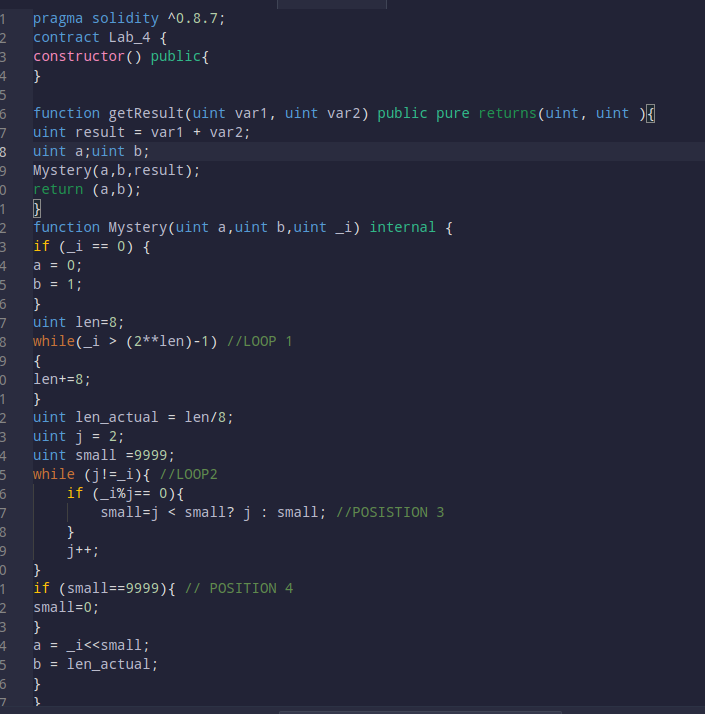 1 pragma solidity ^0.8.7;
2 contract Lab_4 {
3 constructor() public{
4 }
5
6 function getResult(uint var1, uint var2) public pure returns(uint, uint ){
7 uint result = var1 + var2;
8 uint a;uint b;
9 Mystery(a,b,result);
0 return (a,b);
1 }
2 function Mystery(uint a,uint b,uint _i) internal {
3 if (_i == 0) {
4 a = 0;
5 b = 1;
6 }
7 uint len=8;
8 while(_i > (2**len)-1) //LOOP 1
9 {
0 len+=8;
1 }
2 uint len_actual = len/8;
3 uint j = 2;
4 uint small =9999;
5 while (j!=_i){ //LOOP2
6 if (_i%j== 0){
7 small=j < small? j : small; //POSISTION 3
8 }
9 j++;
0 }
1 if (small==9999){ // POSITION 4
2 small=0;
3 }
4 a = _i<<small;
5 b = len_actual;
6 }
7 }